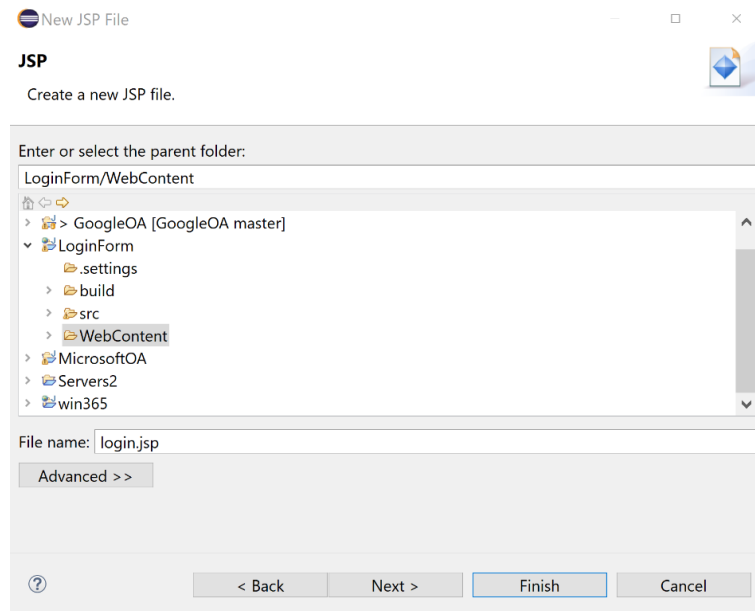 New JSP File
JSP
Create a new JSP file.
Enter or select the parent folder:
LoginForm/WebContent
> GoogleOA [GoogleOA master]
LoginForm
.settings
build
src
WebContent
MicrosoftOA
Servers2
win365
File name: login.jsp
Advanced >>
? < Back Next > Finish Cancel